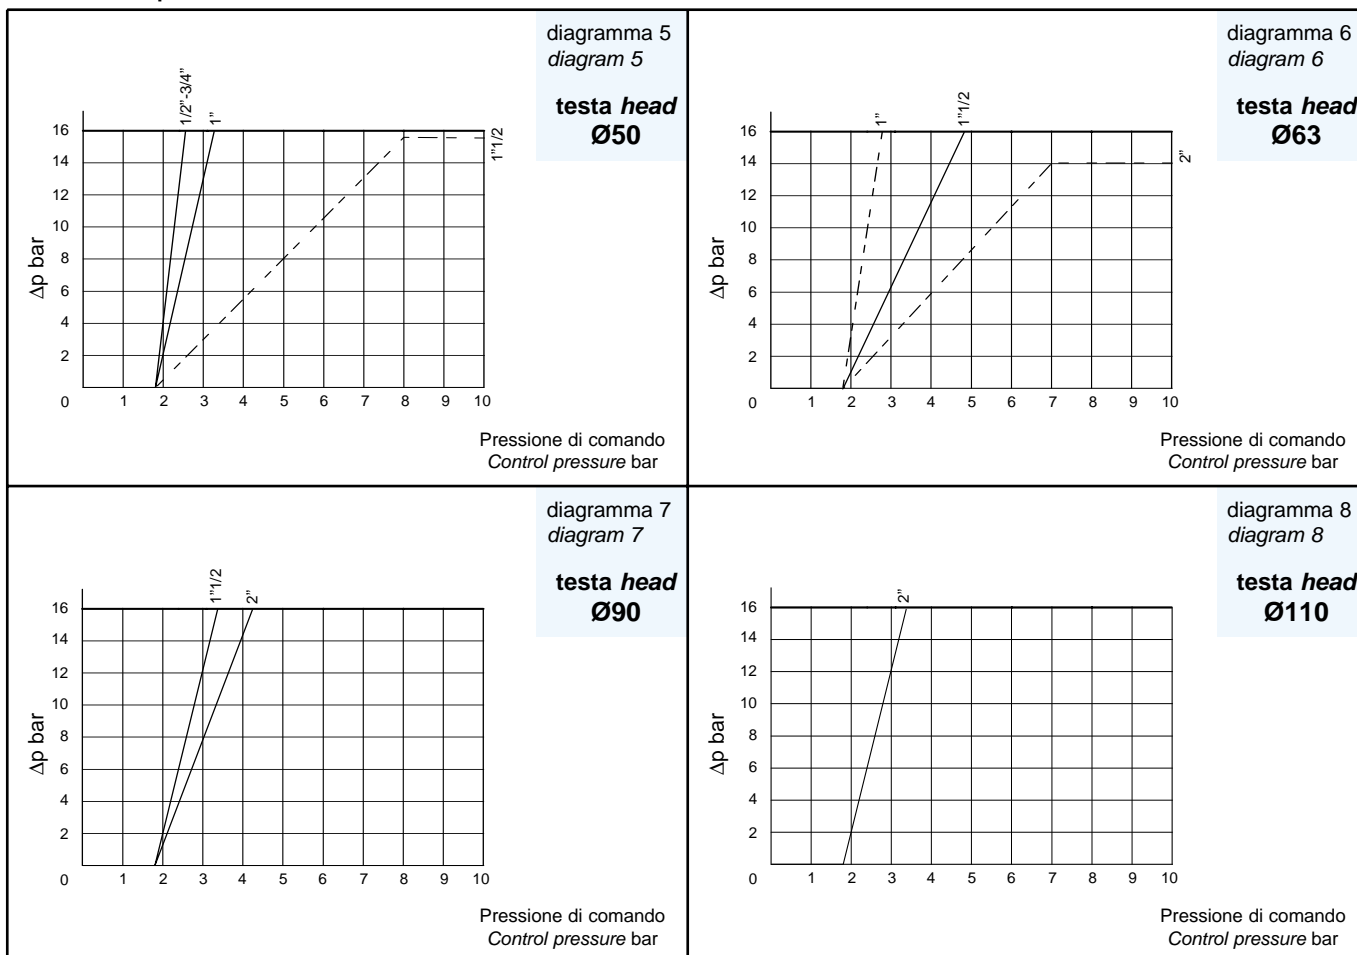 diagramma 5
diagram 5
testa head
Ø50
1/2”-3/4”
1”
1”1/2
16
14
12
10
8
6
4
2
0
1 2 3 4 5 6 7 8 9 10
Δp bar
Pressione di comando
Control pressure bar
diagramma 6
diagram 6
testa head
Ø63
1”
1”1/2
2”
16
14
12
10
8
6
4
2
0
1 2 3 4 5 6 7 8 9 10
Δp bar
Pressione di comando
Control pressure bar
diagramma 7
diagram 7
testa head
Ø90
1”1/2
2”
16
14
12
10
8
6
4
2
0
1 2 3 4 5 6 7 8 9 10
Δp bar
Pressione di comando
Control pressure bar
diagramma 8
diagram 8
testa head
Ø110
2”
16
14
12
10
8
6
4
2
0
1 2 3 4 5 6 7 8 9 10
Δp bar
Pressione di comando
Control pressure bar